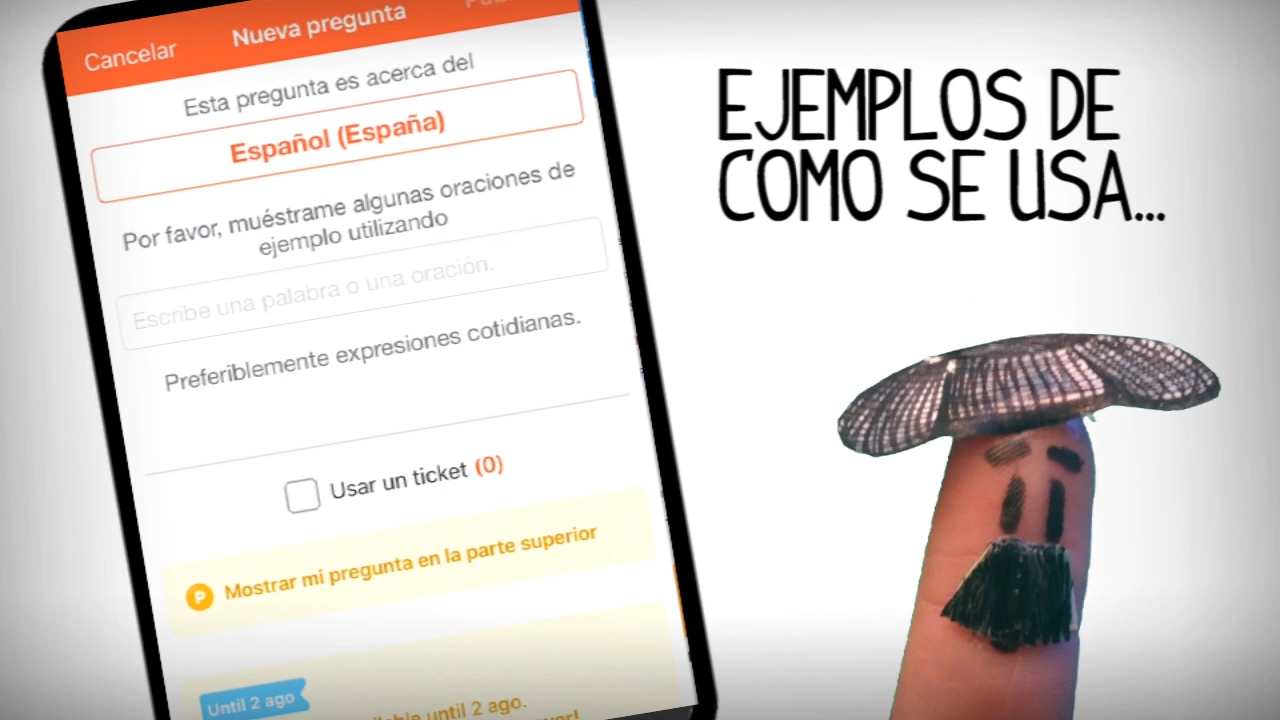 Cancelar
Nueva pregunta
Esta pregunta es acerca del
Español (España)
Por favor, muéstrame algunas oraciones de
ejemplo utilizando
Escribe una palabra o una oración.
Preferiblemente expresiones cotidianas.
Usar un ticket (0)
P
Mostrar mi pregunta en la parte superior
Until 2 ago
until 2 ago.
EJEMPLOS DE
COMO SE USA...